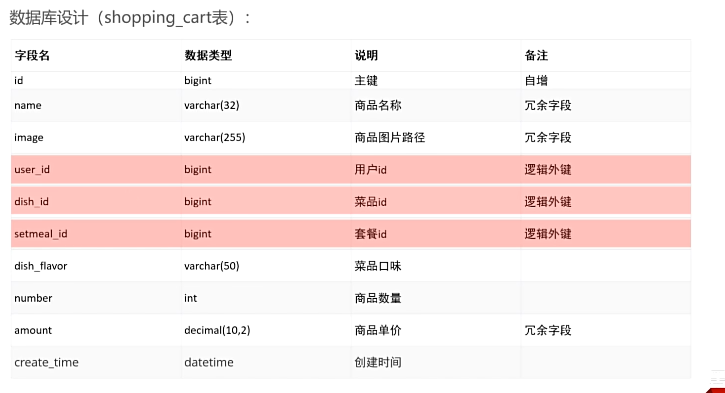 数据库设计（shopping_cart表）：
字段名 数据类型 说明 备注
id bigint 主键 自增
name varchar(32) 商品名称 冗余字段
image varchar(255) 商品图片路径 冗余字段
user_id bigint 用户id 逻辑外键
dish_id bigint 菜品id 逻辑外键
setmeal_id bigint 套餐id 逻辑外键
dish_flavor varchar(50) 菜品口味
number int 商品数量
amount decimal(10,2) 商品单价 冗余字段
create_time datetime 创建时间